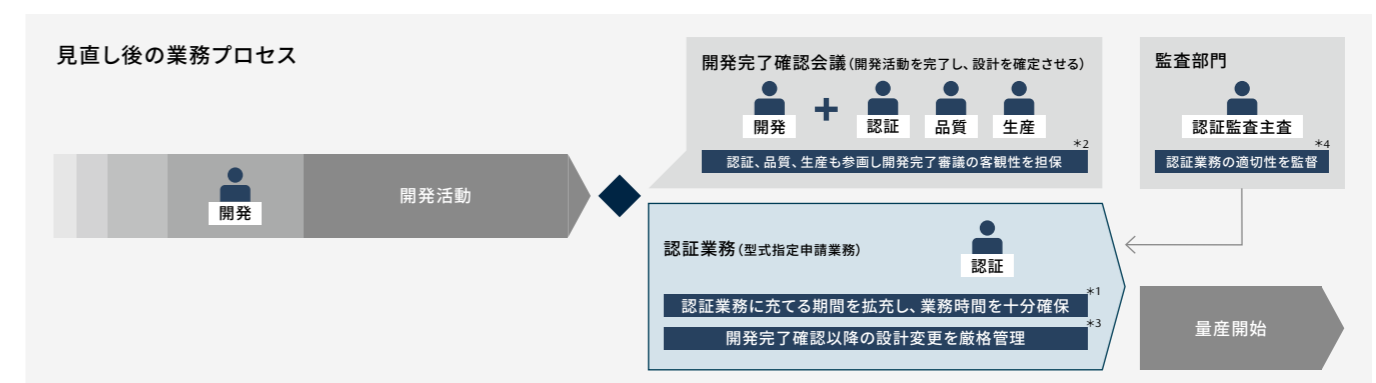 見直し後の業務プロセス
開発
開発活動
開発完了確認会議(開発活動を完了し、設計を確定させる)
開発 + 認証 品質 生産
認証、品質、生産も参画し開発完了審議の客観性を担保 *2
監査部門
認証監査主査
認証業務の適切性を監督 *4
認証業務(型式指定申請業務)
認証
認証業務に充てる期間を拡充し、業務時間を十分確保 *1
開発完了確認以降の設計変更を厳格管理 *3
量産開始